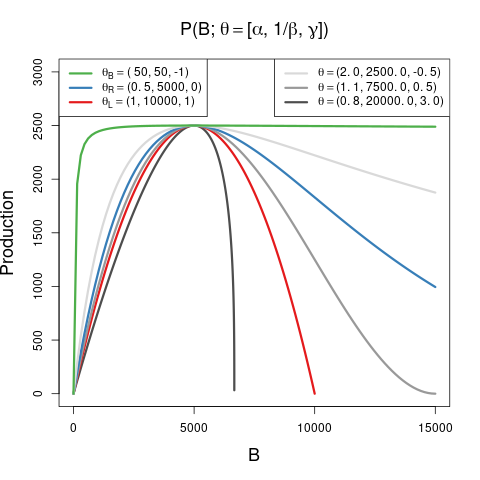 P(B; θ = [α, 1/β, γ])
θB = ( 50, 50, -1)
θR = (0.5, 5000, 0)
θL = (1, 10000, 1)
θ = (2.0, 2500.0, -0.5)
θ = (1.1, 7500.0, 0.5)
θ = (0.8, 20000.0, 3.0)
Production
3000
2500
2000
1500
1000
500
0
0 5000 10000 15000
B